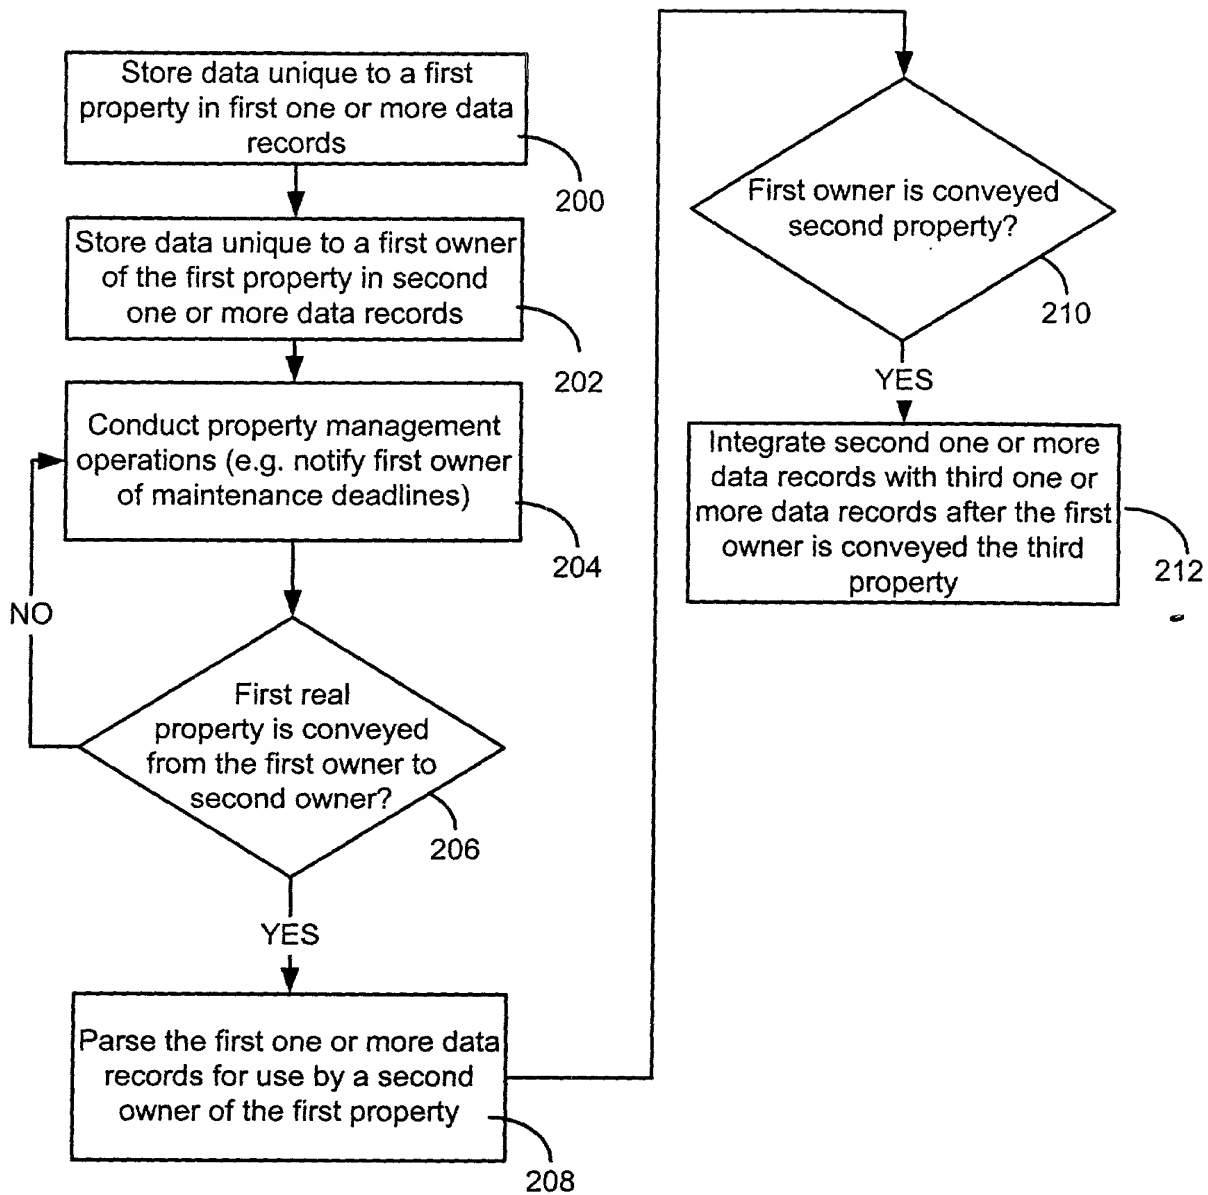 Store data unique to a first
property in first one or more data
records
200
Store data unique to a first owner
of the first property in second
one or more data records
202
Conduct property management
operations (e.g. notify first owner
of maintenance deadlines)
204
NO
First real
property is conveyed
from the first owner to
second owner?
206
YES
Parse the first one or more data
records for use by a second
owner of the first property
208
First owner is conveyed
second property?
210
YES
Integrate second one or more
data records with third one or
more data records after the first
owner is conveyed the third
property
212